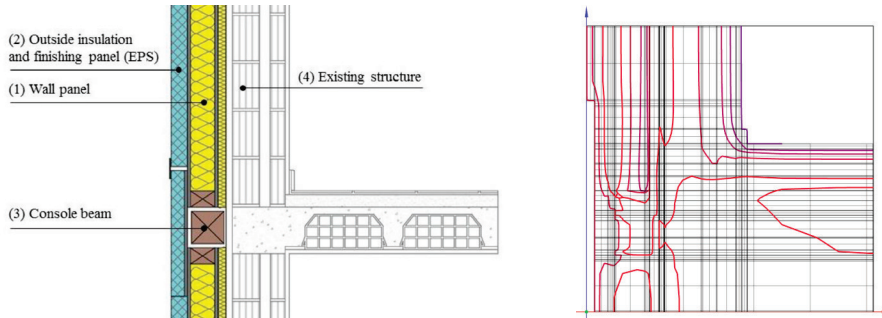 (2) Outside insulation
and finishing panel (EPS)
(4) Existing structure
(1) Wall panel
(3) Console beam